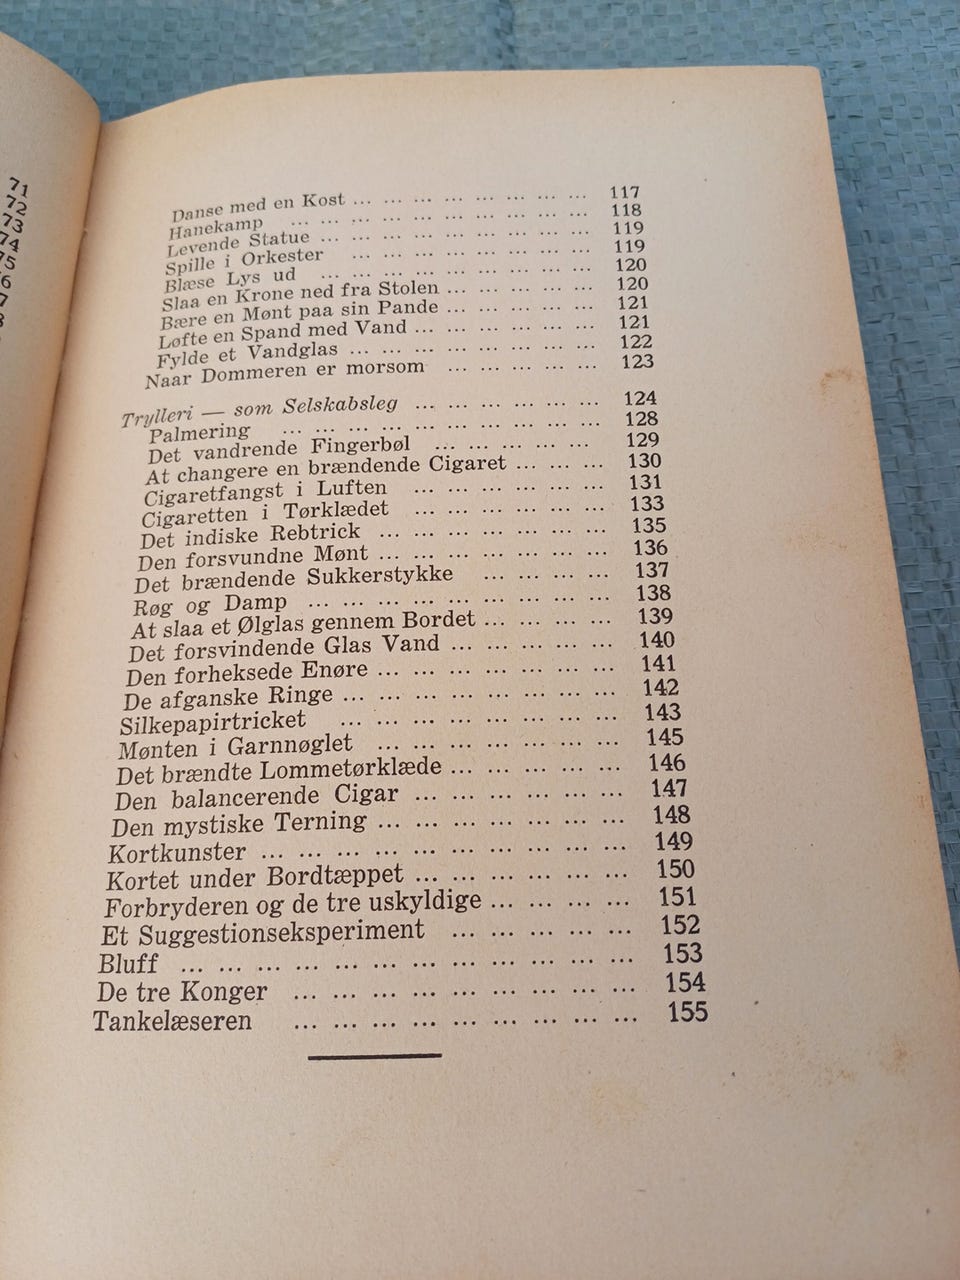 71
72
73
74
75
Danse med en Kost ... ... ... ... ... ... ... ... 117
Hanekamp ... ... ... ... ... ... ... ... ... ... 118
Levende Statue ... ... ... ... ... ... ... ... ... 119
Spille i Orkester ... ... ... ... ... ... ... ... 119
Blæse Lys ud ... ... ... ... ... ... ... ... ... 120
Slaa en Krone ned fra Stolen ... ... ... ... ... 120
Bære en Mønt paa sin Pande ... ... ... ... ... 121
Løfte en Spand med Vand ... ... ... ... ... ... 121
Fylde et Vandglas ... ... ... ... ... ... ... ... 122
Naar Dommeren er morsom ... ... ... ... ... 123
Trylleri — som Selskabsleg ... ... ... ... ... ... 124
Palmering ... ... ... ... ... ... ... ... ... ... 128
Det vandrende Fingerbøl ... ... ... ... ... 129
At changere en brændende Cigaret ... ... ... 130
Cigaretfangst i Luften ... ... ... ... ... ... 131
Cigaretten i Tørklædet ... ... ... ... ... ... 133
Det indiske Rebtrick ... ... ... ... ... ... ... 135
Den forsvundne Mønt ... ... ... ... ... ... ... 136
Det brændende Sukkerstykke ... ... ... ... 137
Røg og Damp ... ... ... ... ... ... ... ... ... 138
At slaa et Ølglas gennem Bordet ... ... ... ... 139
Det forsvindende Glas Vand ... ... ... ... ... 140
Den forheksede Enøre ... ... ... ... ... ... ... 141
De afganske Ringe ... ... ... ... ... ... ... ... 142
Silkepapirtricket ... ... ... ... ... ... ... ... 143
Mønten i Garnnøglet ... ... ... ... ... ... ... 145
Det brændte Lommetørklæde ... ... ... ... ... 146
Den balancerende Cigar ... ... ... ... ... ... 147
Den mystiske Terning ... ... ... ... ... ... ... 148
Kortkunster ... ... ... ... ... ... ... ... ... ... 149
Kortet under Bordtæppet ... ... ... ... ... ... 150
Forbryderen og de tre uskyldige ... ... ... ... 151
Et Suggestionseksperiment ... ... ... ... ... 152
Bluff ... ... ... ... ... ... ... ... ... ... ... ... 153
De tre Konger ... ... ... ... ... ... ... ... ... 154
Tankelæseren ... ... ... ... ... ... ... ... ... 155